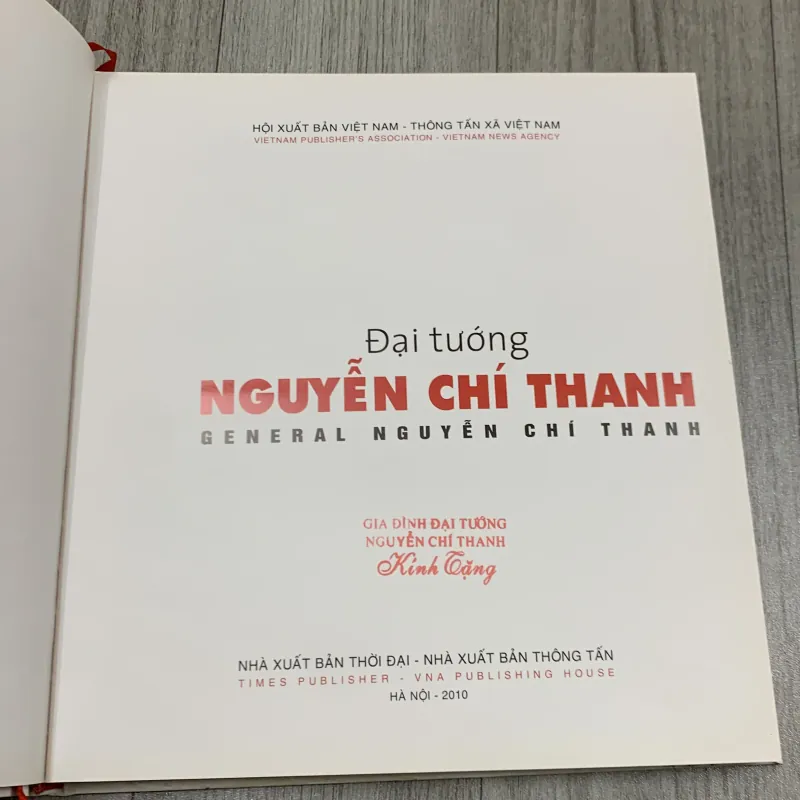 HỘI XUẤT BẢN VIỆT NAM - THÔNG TẤN XÃ VIỆT NAM
VIETNAM PUBLISHER'S ASSOCIATION - VIETNAM NEWS AGENCY
Đại tướng
NGUYỄN CHÍ THANH
GENERAL NGUYỄN CHÍ THANH
GIA ĐÌNH ĐẠI TƯỚNG
NGUYỄN CHÍ THANH
Kính Tặng
NHÀ XUẤT BẢN THỜI ĐẠI - NHÀ XUẤT BẢN THÔNG TẤN
TIMES PUBLISHER - VNA PUBLISHING HOUSE
HÀ NỘI - 2010